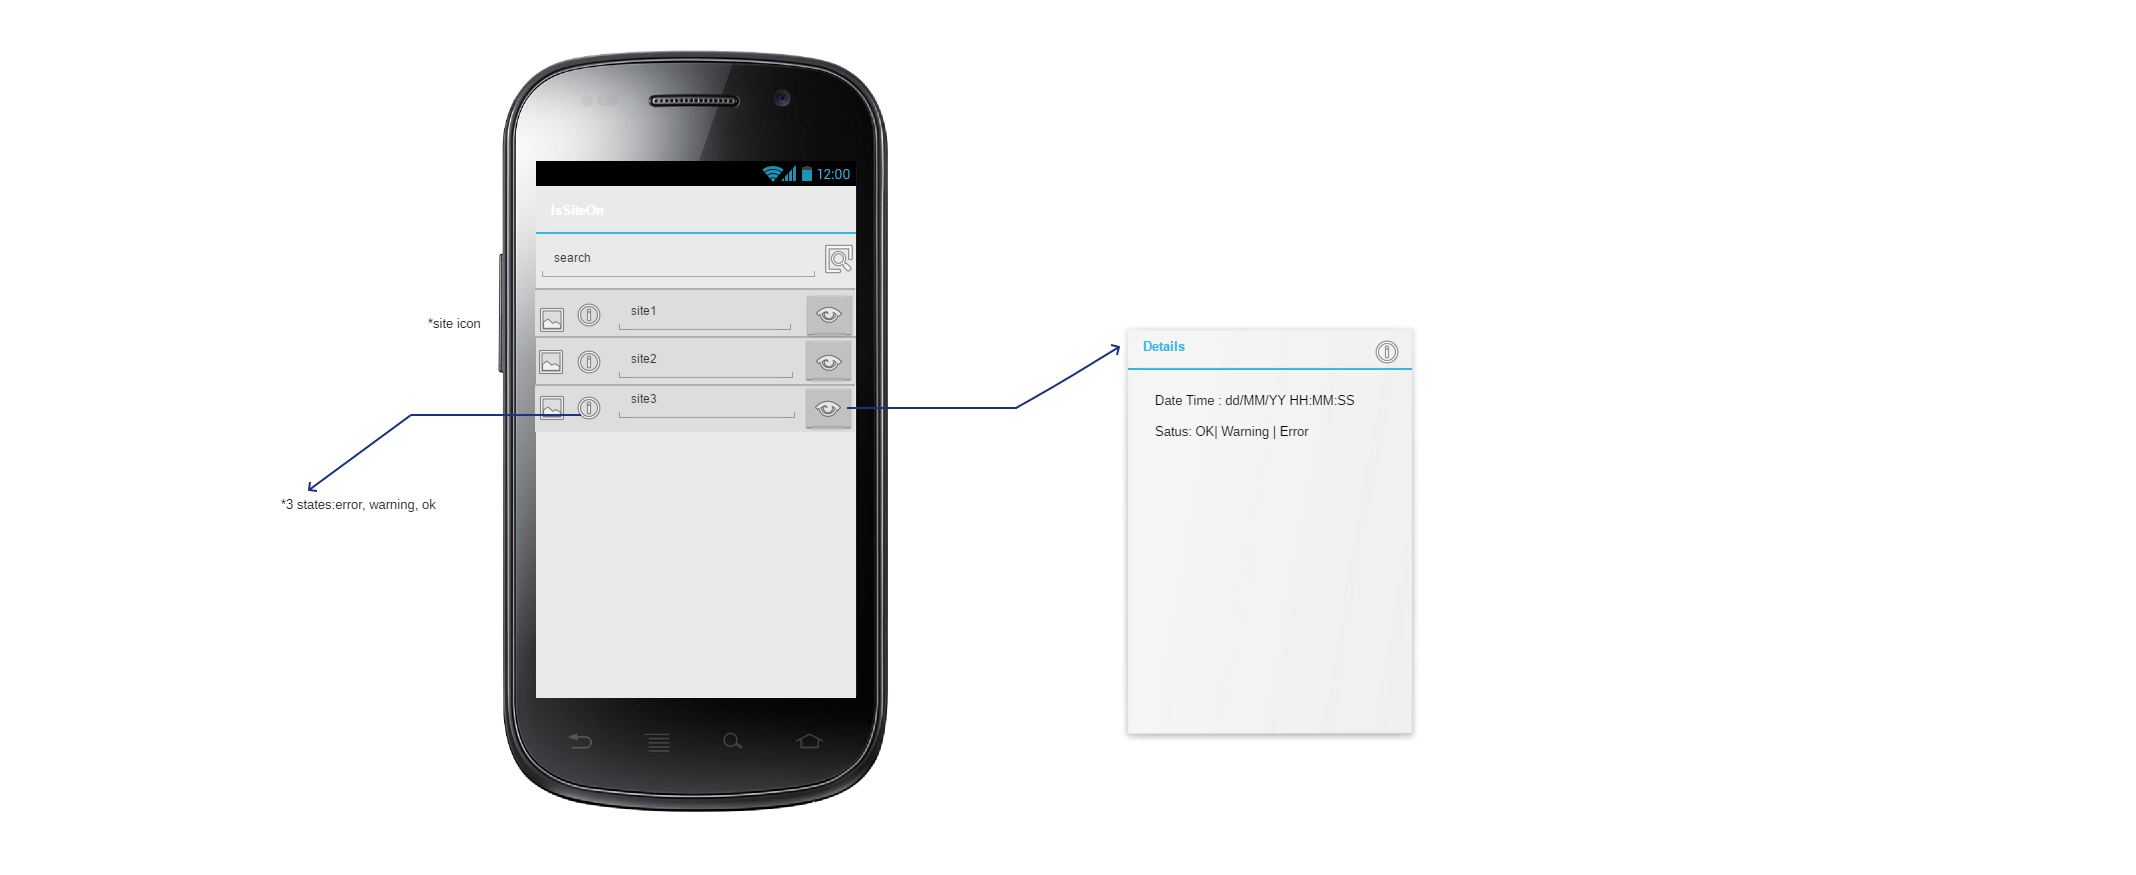 12:00
IsSiteOn
search
*site icon
site1
site2
site3
*3 states:error, warning, ok
Details
Date Time : dd/MM/YY HH:MM:SS
Satus: OK| Warning | Error